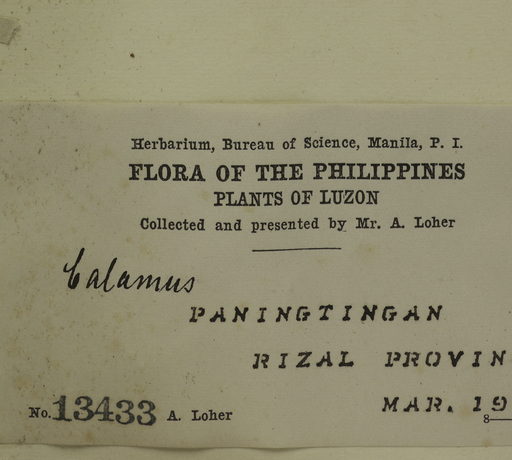 Herbarium, Bureau of Science, Manila, P. I.
FLORA OF THE PHILIPPINES
PLANTS OF LUZON
Collected and presented by Mr. A. Loher
Calamus
PANINGTINGAN
RIZAL PROVIN
MAR. 19
8
No. 13433 A. Loher